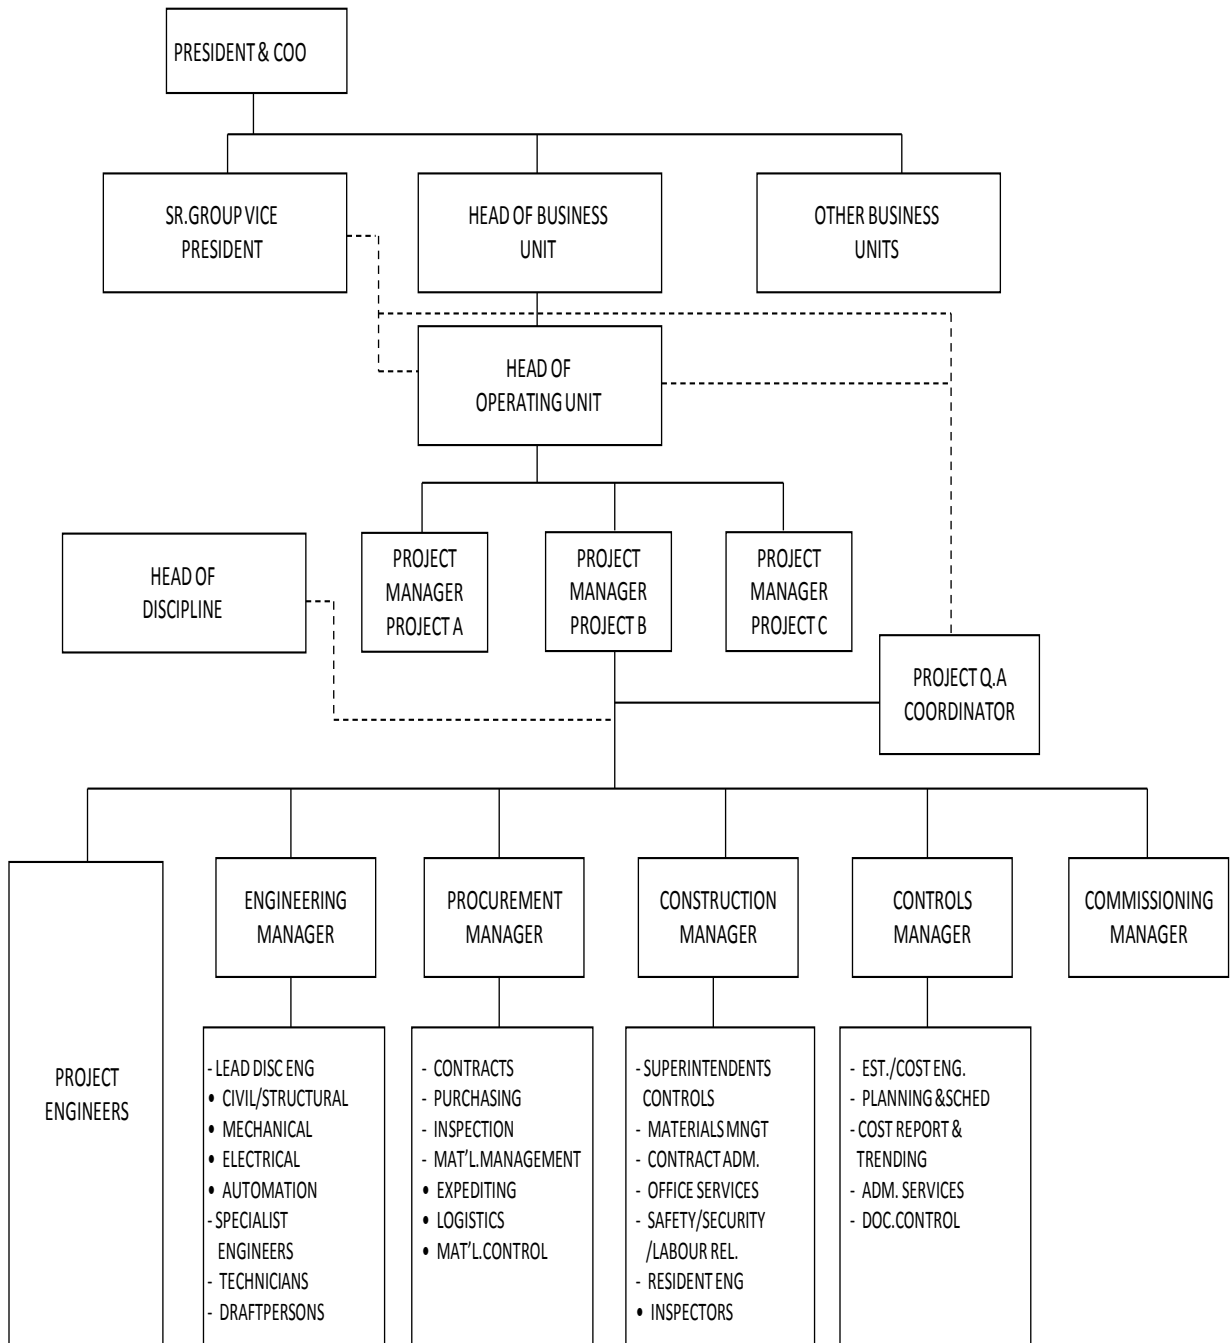 PRESIDENT & COO
SR.GROUP VICE
PRESIDENT
HEAD OF BUSINESS
UNIT
OTHER BUSINESS
UNITS
HEAD OF
OPERATING UNIT
HEAD OF
DISCIPLINE
PROJECT
MANAGER
PROJECT A
PROJECT
MANAGER
PROJECT B
PROJECT
MANAGER
PROJECT C
PROJECT Q.A
COORDINATOR
PROJECT
ENGINEERS
ENGINEERING
MANAGER
PROCUREMENT
MANAGER
CONSTRUCTION
MANAGER
CONTROLS
MANAGER
COMMISSIONING
MANAGER
- LEAD DISC ENG
• CIVIL/STRUCTURAL
• MECHANICAL
• ELECTRICAL
• AUTOMATION
- SPECIALIST
ENGINEERS
- TECHNICIANS
- DRAFTPERSONS
- CONTRACTS
- PURCHASING
- INSPECTION
- MAT'L.MANAGEMENT
• EXPEDITING
• LOGISTICS
• MAT'L.CONTROL
- SUPERINTENDENTS
CONTROLS
- MATERIALS MNGT
- CONTRACT ADM.
- OFFICE SERVICES
- SAFETY/SECURITY
/LABOUR REL.
- RESIDENT ENG
• INSPECTORS
- EST./COST ENG.
- PLANNING &SCHED
- COST REPORT &
TRENDING
- ADM. SERVICES
- DOC.CONTROL